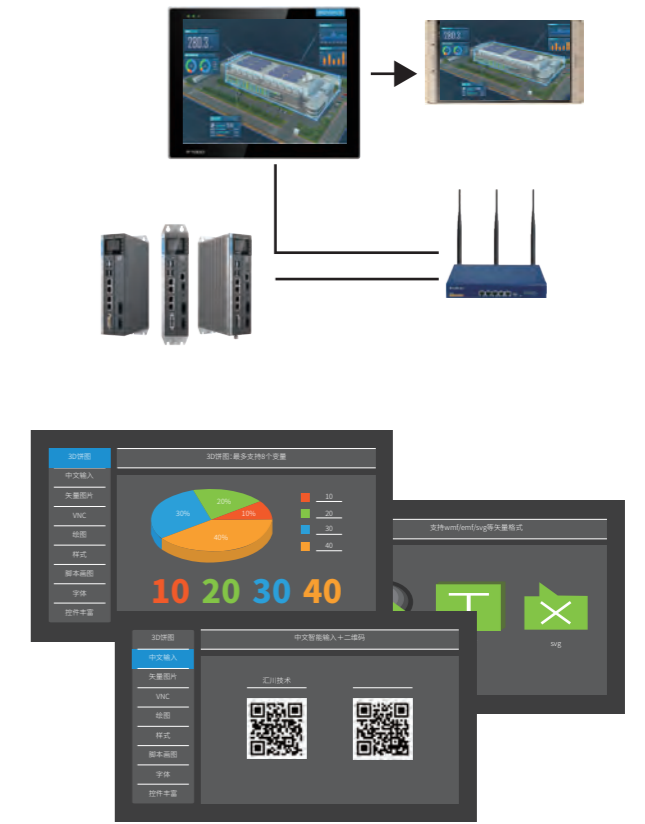 280.3
280.3
3D饼图
中文输入
矢量图片
VNC
绘图
样式
脚本画图
字体
控件丰富
3D饼图：最多支持8个变量
20%
30%
10%
40%
10
20
30
40
10 20 30 40
支持wmf/emf/svg等矢量格式
svg
3D饼图
中文输入
矢量图片
VNC
绘图
样式
脚本画图
字体
控件丰富
中文智能输入＋二维码
汇川技术